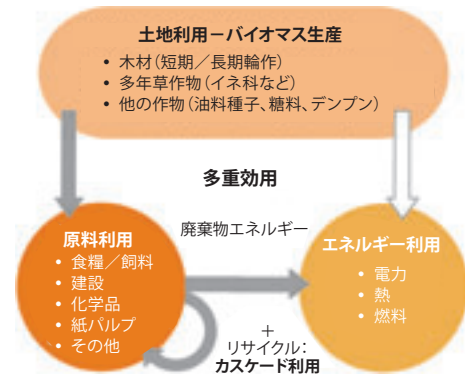 土地利用－バイオマス生産
• 木材（短期／長期輪作）
• 多年草作物（イネ科など）
• 他の作物（油料種子、糖料、デンプン）
多重効用
原料利用
• 食糧／飼料
• 建設
• 化学品
• 紙パルプ
• その他
廃棄物エネルギー
エネルギー利用
• 電力
• 熱
• 燃料
＋
リサイクル：
カスケード利用